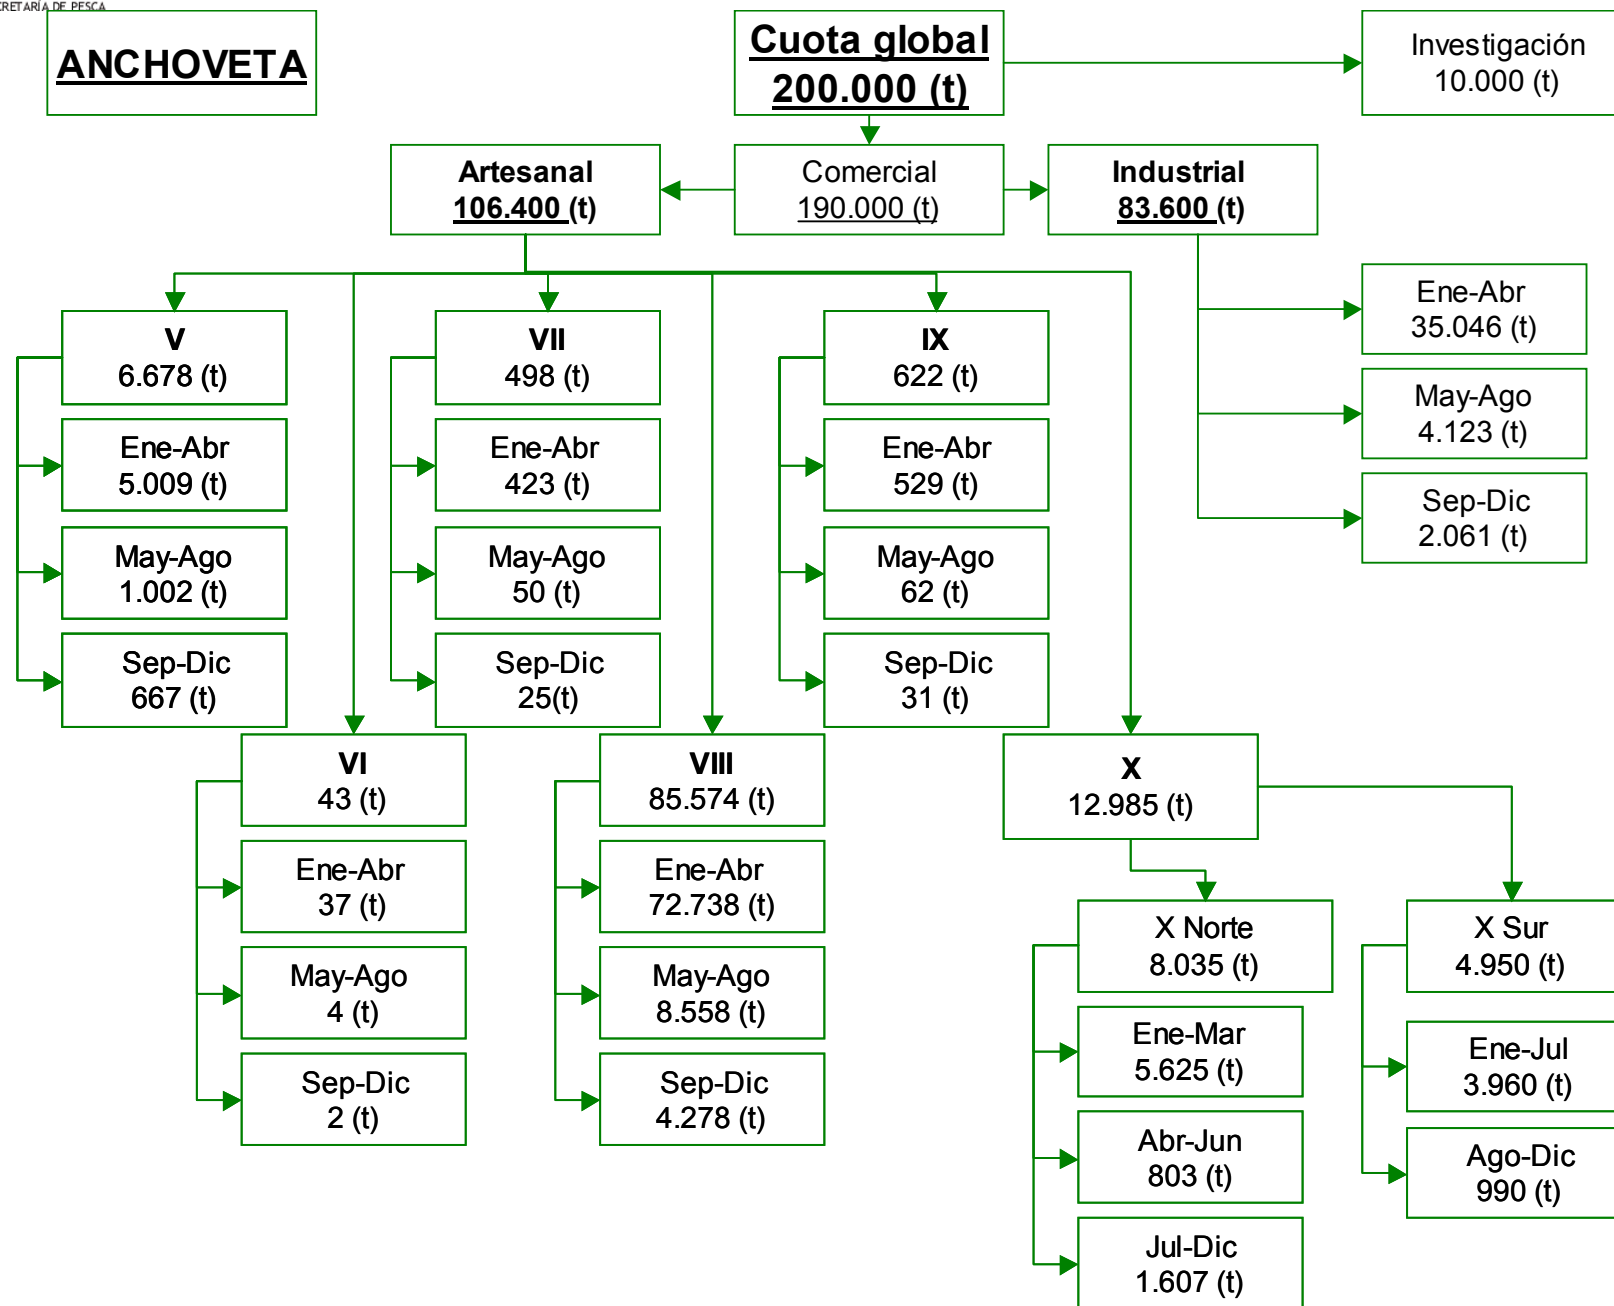 CRETARÍA DE PESCA
ANCHOVETA
Cuota global
200.000 (t)
Investigación
10.000 (t)
Artesanal
106.400 (t)
Comercial
190.000 (t)
Industrial
83.600 (t)
Ene-Abr
35.046 (t)
May-Ago
4.123 (t)
Sep-Dic
2.061 (t)
V
6.678 (t)
Ene-Abr
5.009 (t)
May-Ago
1.002 (t)
Sep-Dic
667 (t)
VII
498 (t)
Ene-Abr
423 (t)
May-Ago
50 (t)
Sep-Dic
25(t)
IX
622 (t)
Ene-Abr
529 (t)
May-Ago
62 (t)
Sep-Dic
31 (t)
VI
43 (t)
Ene-Abr
37 (t)
May-Ago
4 (t)
Sep-Dic
2 (t)
VIII
85.574 (t)
Ene-Abr
72.738 (t)
May-Ago
8.558 (t)
Sep-Dic
4.278 (t)
X
12.985 (t)
X Norte
8.035 (t)
Ene-Mar
5.625 (t)
Abr-Jun
803 (t)
Jul-Dic
1.607 (t)
X Sur
4.950 (t)
Ene-Jul
3.960 (t)
Ago-Dic
990 (t)